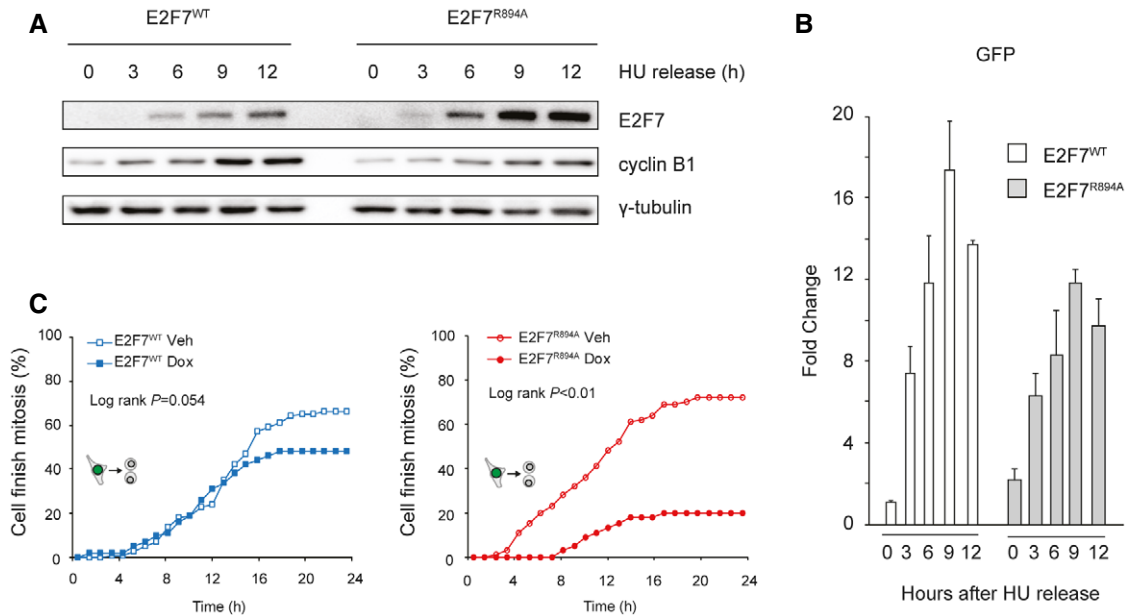 A
E2F7WT E2F7R894A
0 3 6 9 12 0 3 6 9 12 HU release (h)
E2F7
cyclin B1
γ-tubulin
B
GFP
20
16
12
8
4
0
Fold Change
E2F7WT
E2F7R894A
0 3 6 9 12 0 3 6 9 12
Hours after HU release
C
100
80
60
40
20
0
Cell finish mitosis (%)
E2F7WT Veh
E2F7WT Dox
Log rank P=0.054
0 4 8 12 16 20 24
Time (h)
100
80
60
40
20
0
Cell finish mitosis (%)
E2F7R894A Veh
E2F7R894A Dox
Log rank P<0.01
0 4 8 12 16 20 24
Time (h)